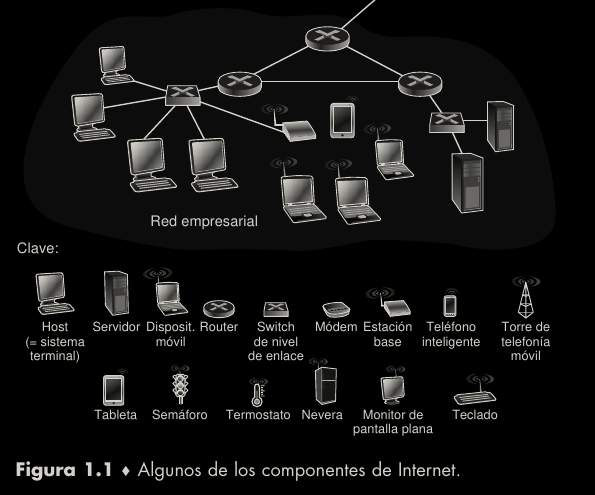 Red empresarial
Clave:
Host Servidor Disposit. Router Switch Módem Estación Teléfono Torre de
(= sistema móvil de nivel base inteligente telefonía
terminal) de enlace móvil
Tableta Semáforo Termostato Nevera Monitor de Teclado
pantalla plana
Figura 1.1 ♦ Algunos de los componentes de Internet.